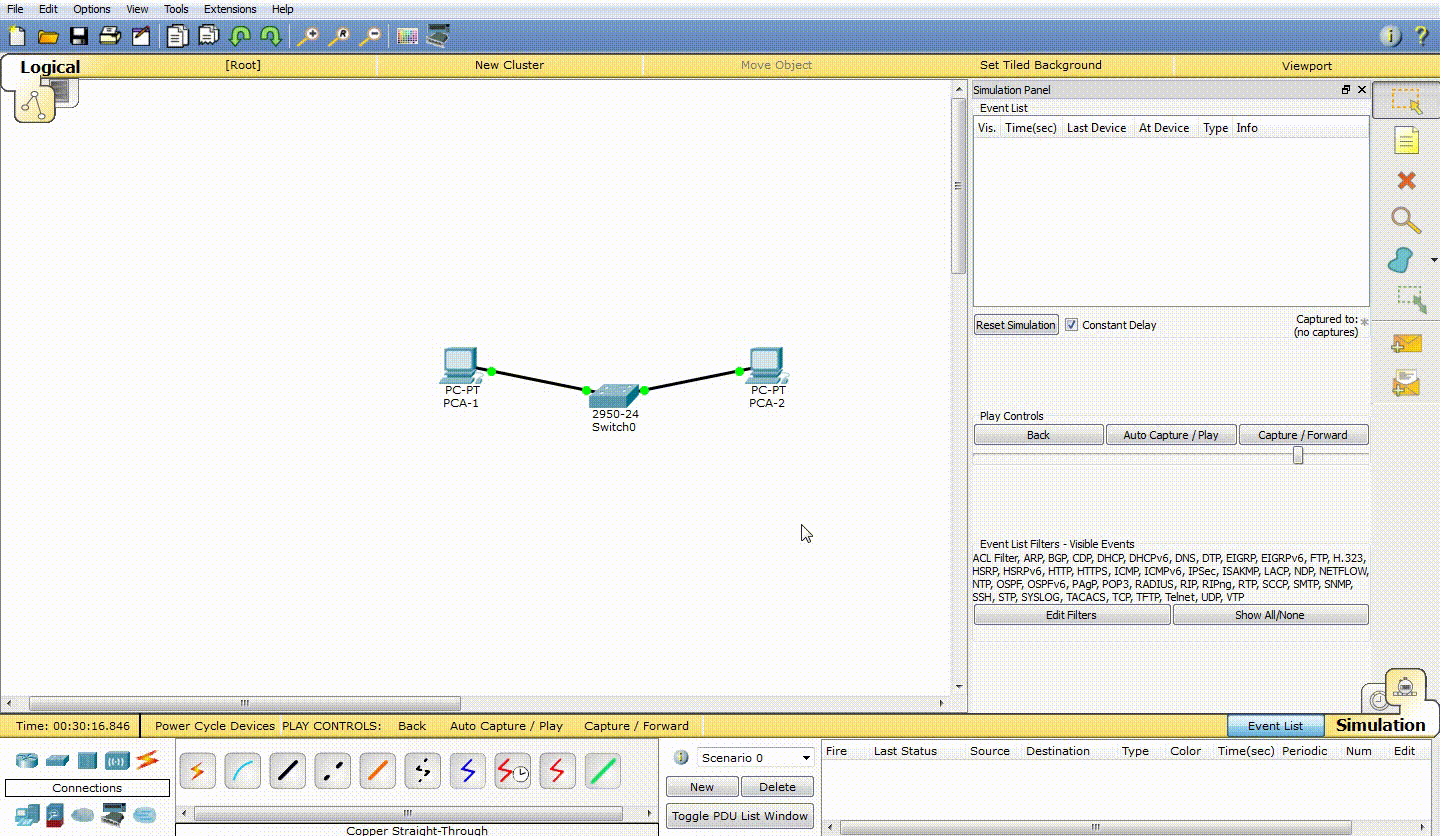 File Edit Options View Tools Extensions Help
Logical [Root] New Cluster Move Object Set Tiled Background Viewport
Simulation Panel
Event List
Vis. Time(sec) Last Device At Device Type Info
Reset Simulation Constant Delay Captured to: *
(no captures)
PC-PT
PCA-1
2950-24
Switch0
PC-PT
PCA-2
Play Controls
Back Auto Capture / Play Capture / Forward
Event List Filters - Visible Events
ACL Filter, ARP, BGP, CDP, DHCP, DHCPv6, DNS, DTP, EIGRP, EIGRPv6, FTP, H.323,
HSRP, HSRPv6, HTTP, HTTPS, ICMP, ICMPv6, IPSec, ISAKMP, LACP, NDP, NETFLOW,
NTP, OSPF, OSPFv6, PAgP, POP3, RADIUS, RIP, RIPng, RTP, SCCP, SMTP, SNMP,
SSH, STP, SYSLOG, TACACS, TCP, TFTP, Telnet, UDP, VTP
Edit Filters Show All/None
Time: 00:30:16.846 Power Cycle Devices PLAY CONTROLS: Back Auto Capture / Play Capture / Forward Event List Simulation
Connections
Copper Straight-Through
Scenario 0
New Delete
Toggle PDU List Window
Fire Last Status Source Destination Type Color Time(sec) Periodic Num Edit